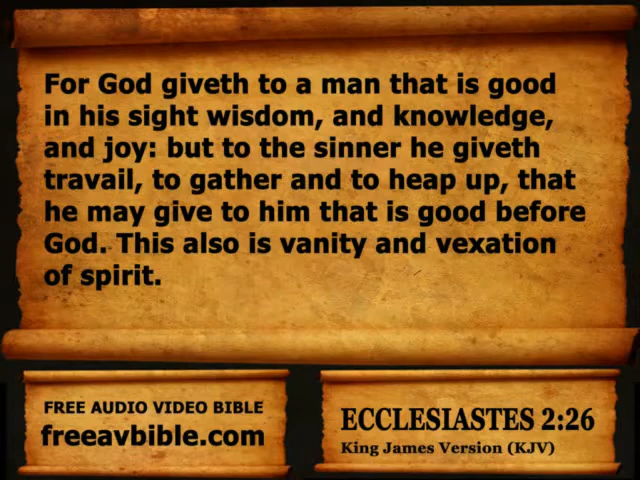 For God giveth to a man that is good
in his sight wisdom, and knowledge,
and joy: but to the sinner he giveth
travail, to gather and to heap up, that
he may give to him that is good before
God. This also is vanity and vexation
of spirit.
FREE AUDIO VIDEO BIBLE
freeavbible.com
ECCLESIASTES 2:26
King James Version (KJV)